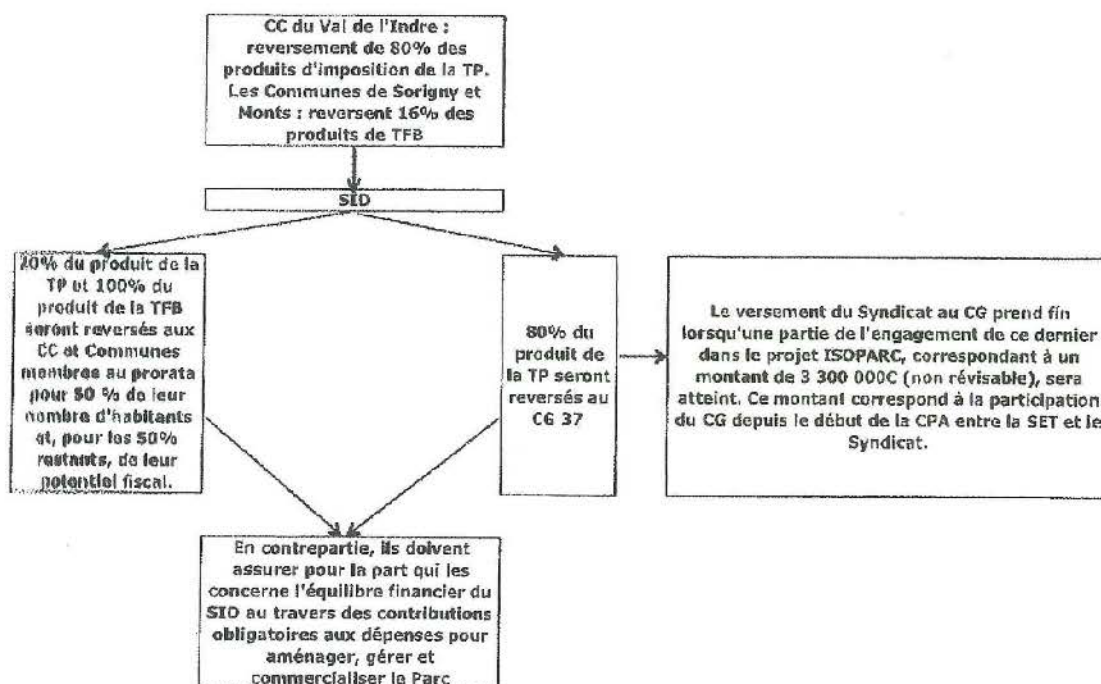 CC du Val de l'Indre :
reversement de 80% des
produits d'imposition de la TP.
Les Communes de Sorigny et
Monts : reversent 16% des
produits de TFB
SID
20% du produit de la
TP et 100% du
produit de la TFB
seront reversés aux
CC et Communes
membres au prorata
pour 50 % de leur
nombre d'habitants
et, pour les 50%
restants, de leur
potentiel fiscal.
80% du
produit de
la TP seront
reversés au
CG 37
Le versement du Syndicat au CG prend fin
lorsqu'une partie de l'engagement de ce dernier
dans le projet ISOPARC, correspondant à un
montant de 3 300 000C (non révisable), sera
atteint. Ce montant correspond à la participation
du CG depuis le début de la CPA entre la SET et le
Syndicat.
En contrepartie, ils doivent
assurer pour la part qui les
concerne l'équilibre financier du
SID au travers des contributions
obligatoires aux dépenses pour
aménager, gérer et
commercialiser le Parc